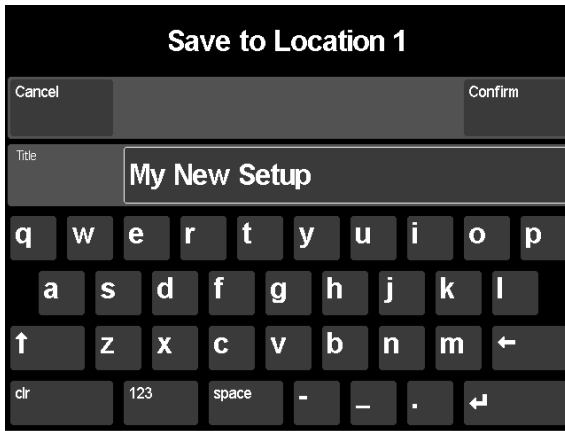 Save to Location 1
Cancel Confirm
Title My New Setup
q w e r t y u i o p
a s d f g h j k l
↑ z x c v b n m ←
clr 123 space - _ . ↵